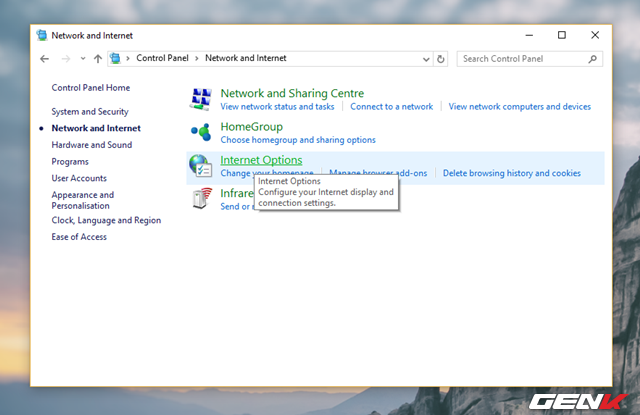 Network and Internet
Control Panel > Network and Internet
Search Control Panel
Control Panel Home
System and Security
Network and Internet
Hardware and Sound
Programs
User Accounts
Appearance and
Personalisation
Clock, Language and Region
Ease of Access
Network and Sharing Centre
View network status and tasks
Connect to a network
View network computers and devices
HomeGroup
Choose homegroup and sharing options
Internet Options
Change your homepage
Manage browser add-ons
Delete browsing history and cookies
Internet Options
Configure your Internet display and
connection settings.
Infrare
Send or
GENK